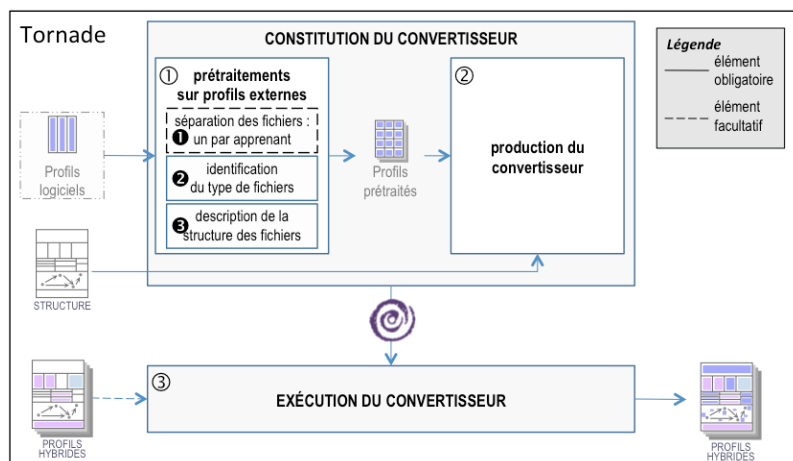 Tornade
CONSTITUTION DU CONVERTISSEUR
① prétraitements
sur profils externes
séparation des fichiers :
❶ un par apprenant
❷ identification
du type de fichiers
❸ description de la
structure des fichiers
Profils
logiciels
Profils
prétraités
②
production du
convertisseur
Légende
élément
obligatoire
élément
facultatif
STRUCTURE
③
EXÉCUTION DU CONVERTISSEUR
PROFILS
HYBRIDES
PROFILS
HYBRIDES